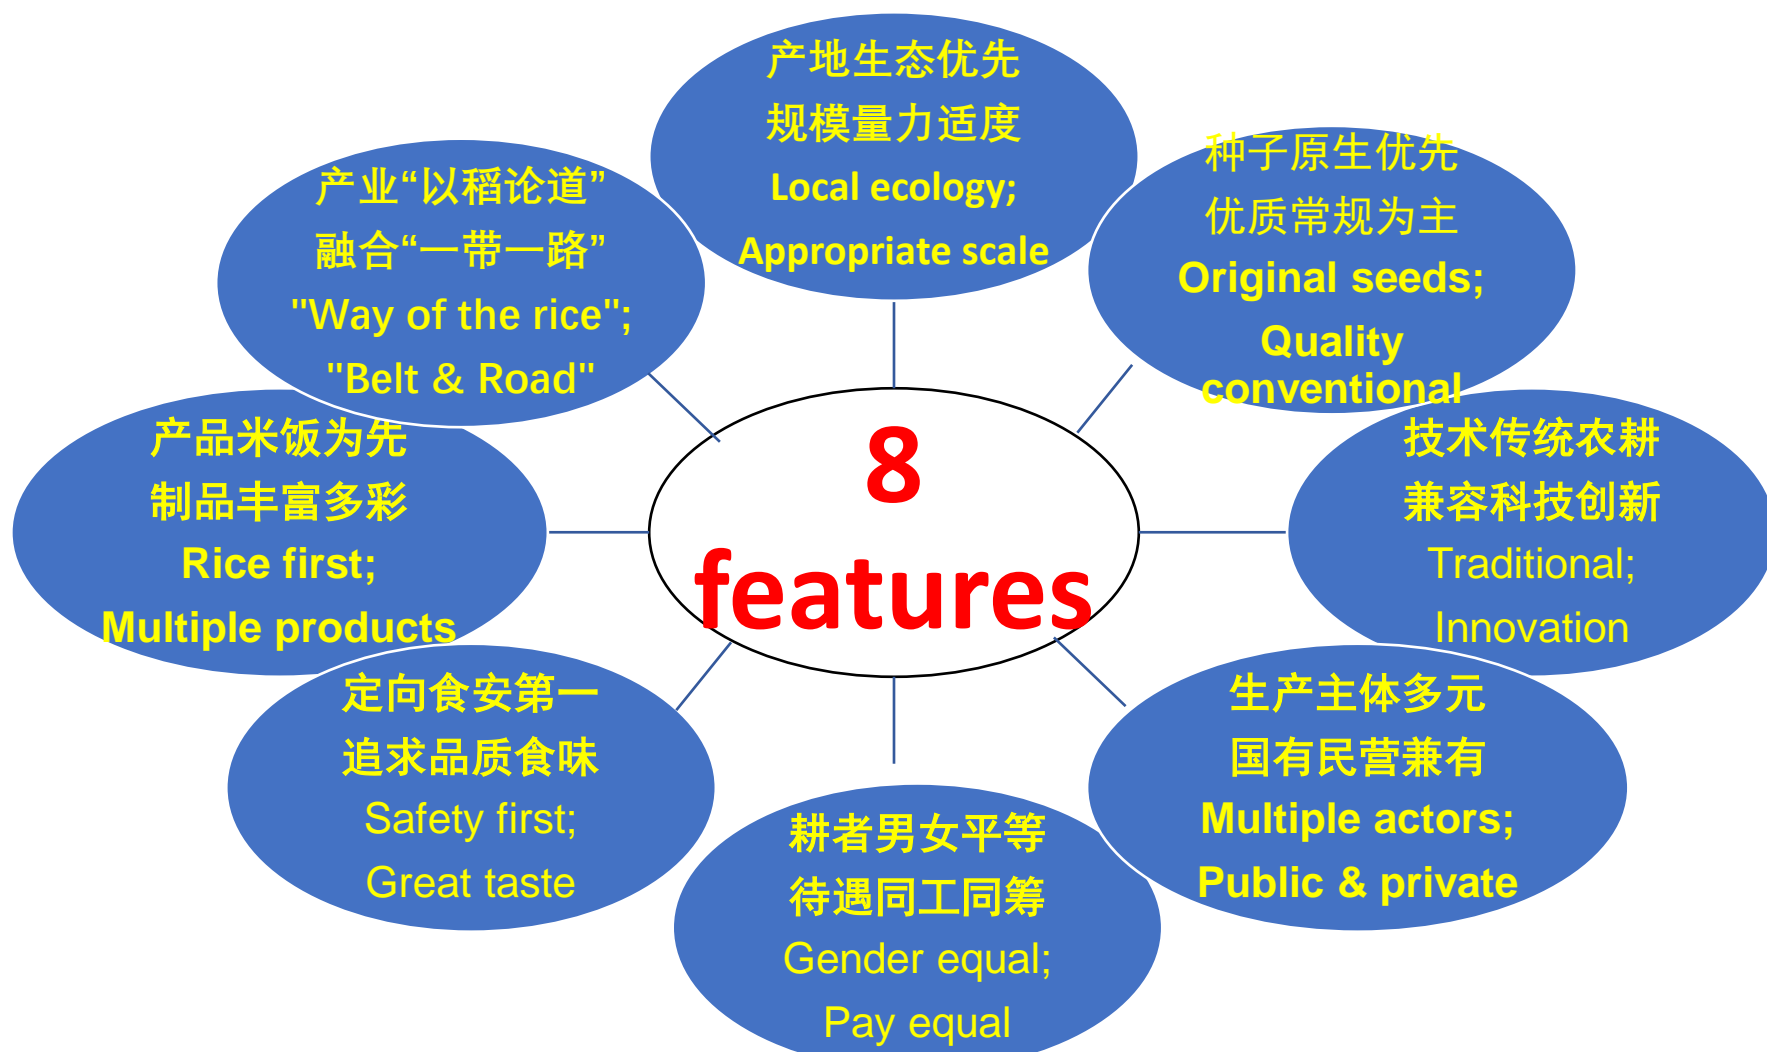 产地生态优先
规模量力适度
Local ecology;
Appropriate scale
种子原生优先
优质常规为主
Original seeds;
Quality
conventional
技术传统农耕
兼容科技创新
Traditional;
Innovation
生产主体多元
国有民营兼有
Multiple actors;
Public & private
耕者男女平等
待遇同工同筹
Gender equal;
Pay equal
定向食安第一
追求品质食味
Safety first;
Great taste
产品米饭为先
制品丰富多彩
Rice first;
Multiple products
产业“以稻论道”
融合“一带一路”
"Way of the rice";
"Belt & Road"
8
features